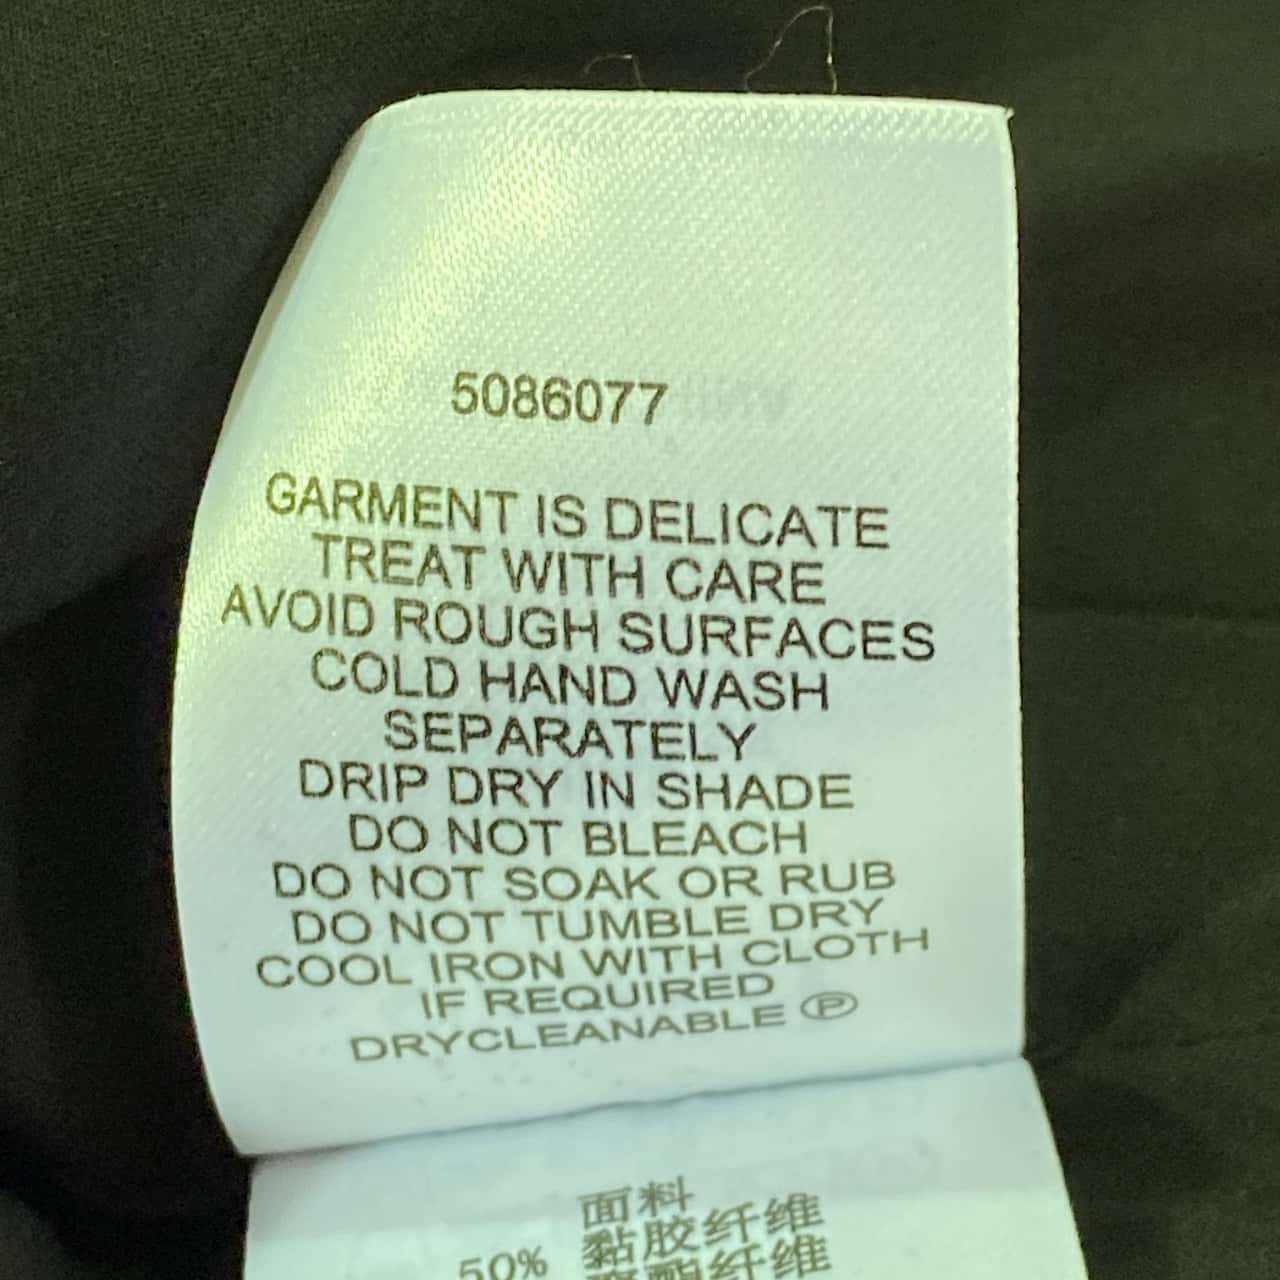 5086077
GARMENT IS DELICATE
TREAT WITH CARE
AVOID ROUGH SURFACES
COLD HAND WASH
SEPARATELY
DRIP DRY IN SHADE
DO NOT BLEACH
DO NOT SOAK OR RUB
DO NOT TUMBLE DRY
COOL IRON WITH CLOTH
IF REQUIRED
DRYCLEANABLE Ⓟ
面料
50% 黏胶纤维